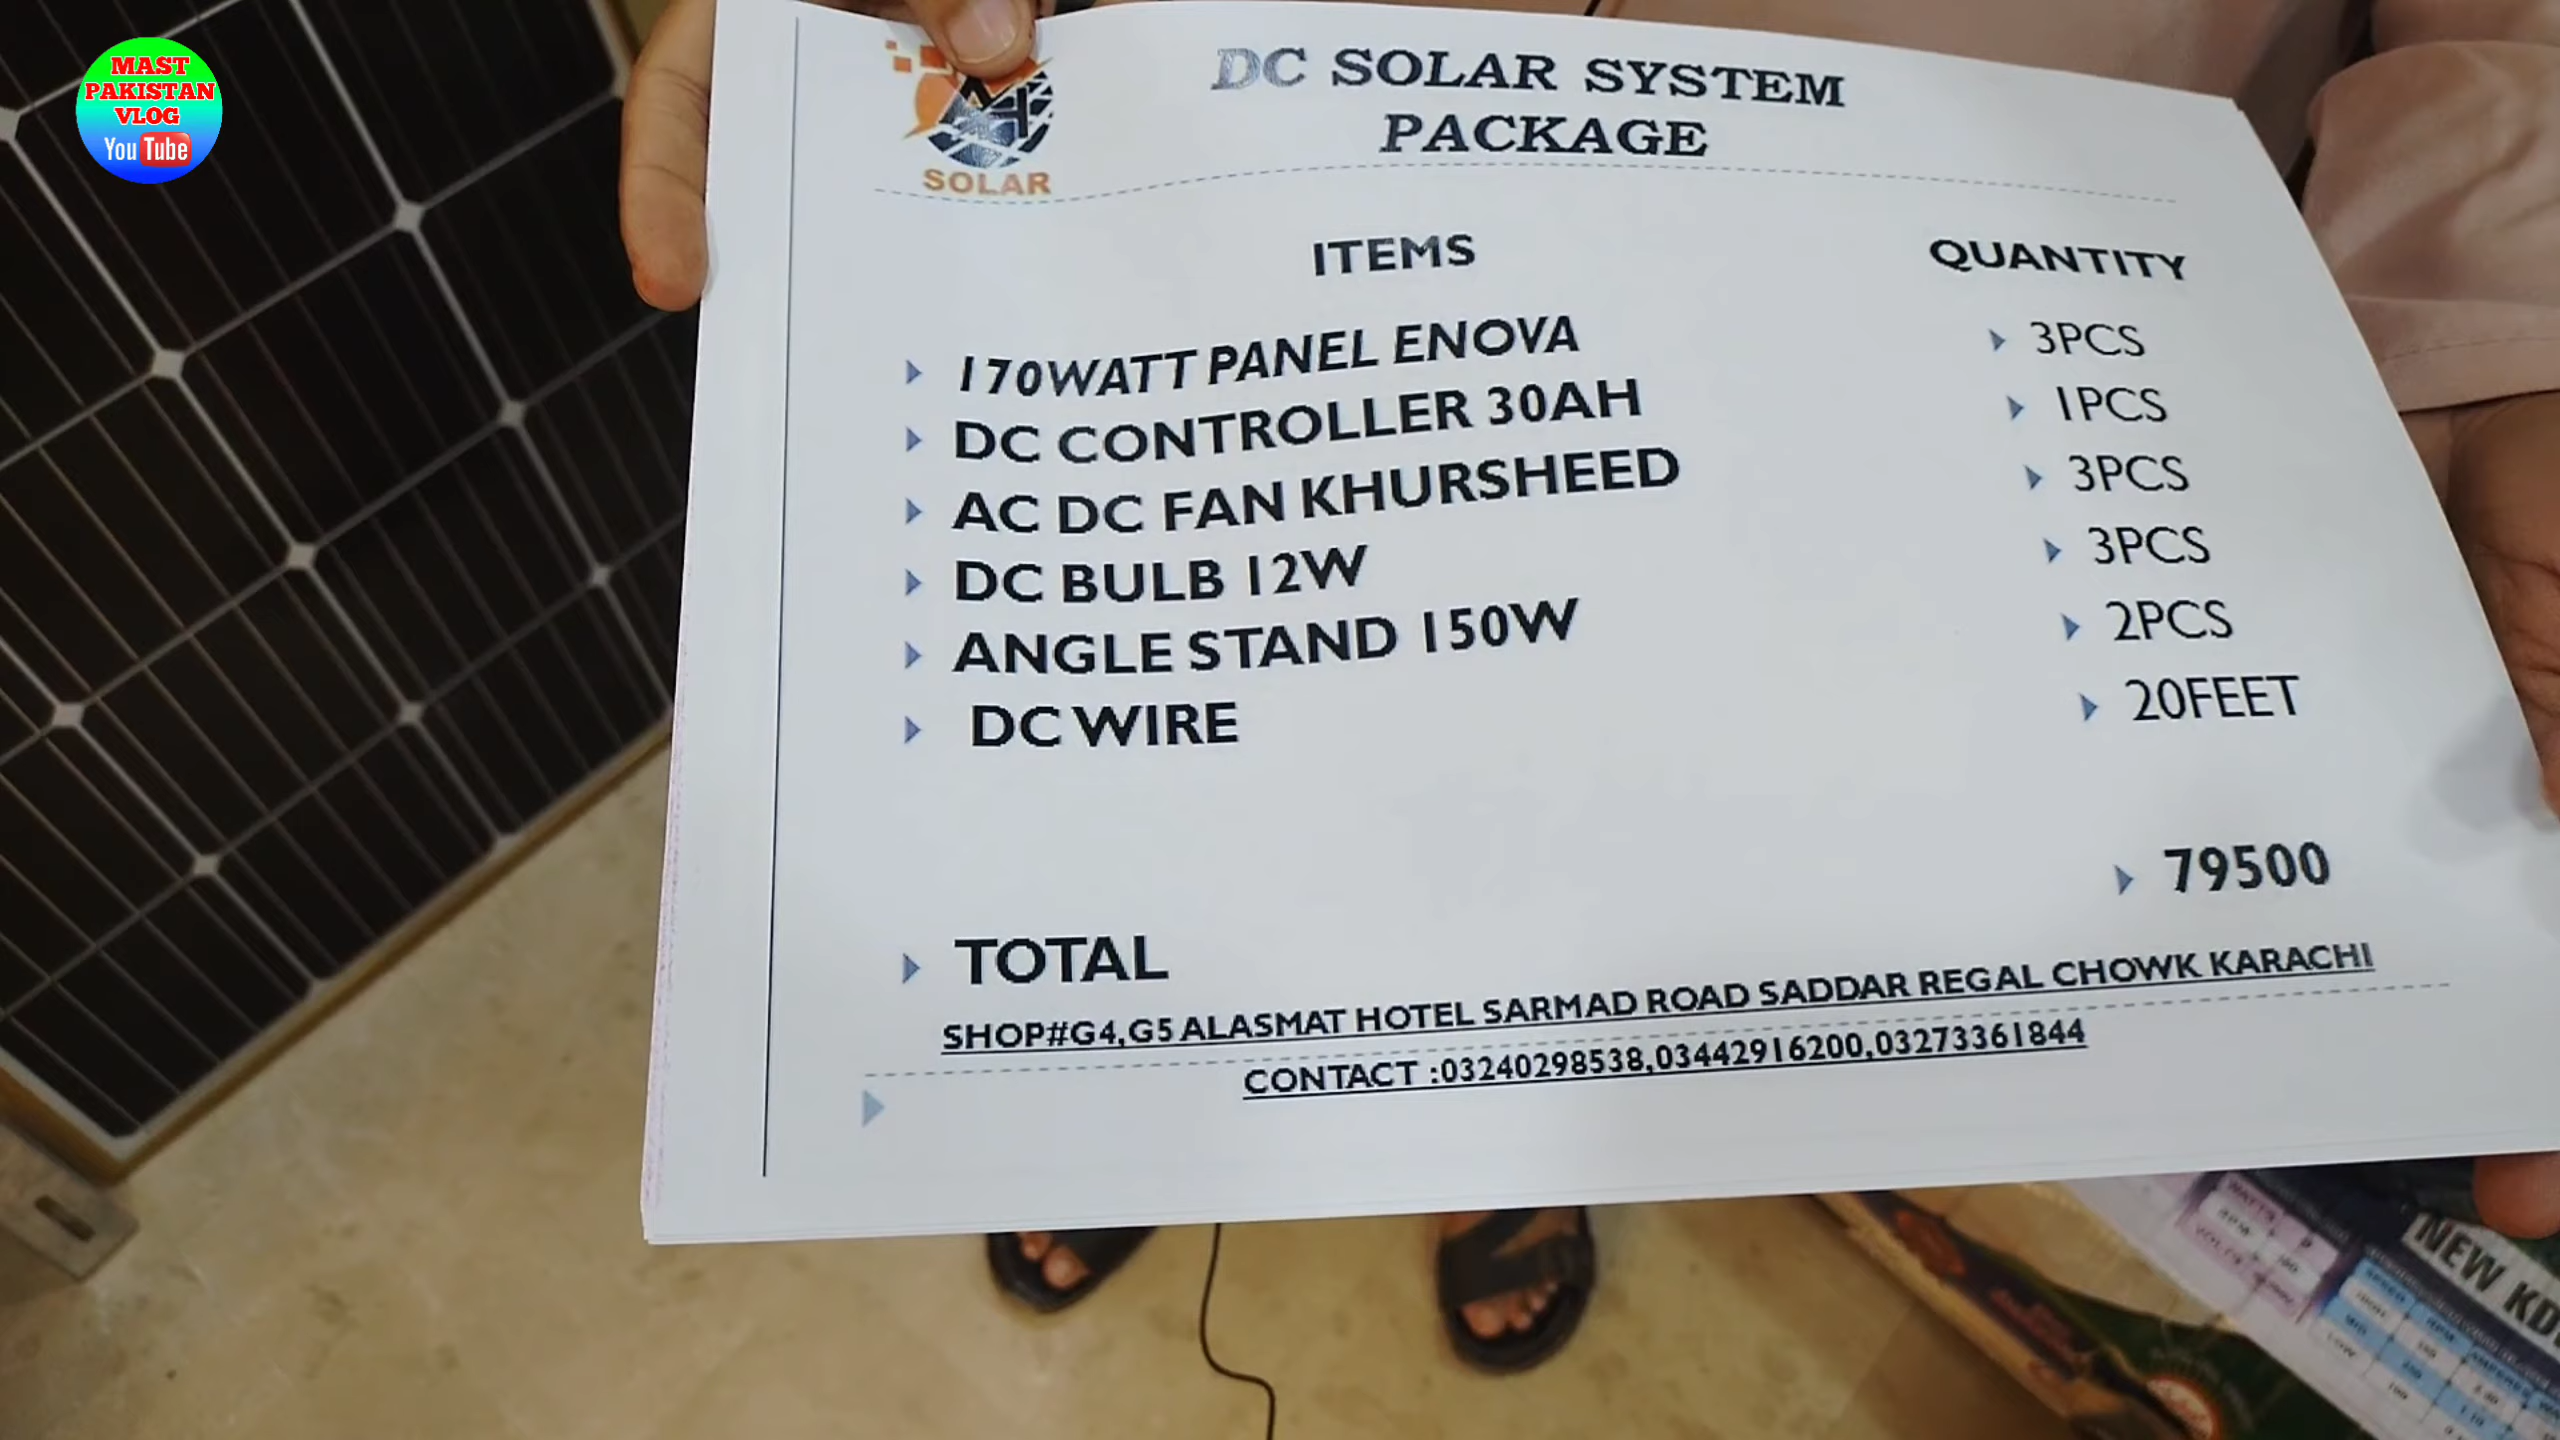 MAST
PAKISTAN
VLOG
YouTube
SOLAR
DC SOLAR SYSTEM
PACKAGE
ITEMS QUANTITY
170WATT PANEL ENOVA 3PCS
DC CONTROLLER 30AH 1PCS
AC DC FAN KHURSHEED 3PCS
DC BULB 12W 3PCS
ANGLE STAND 150W 2PCS
DC WIRE 20FEET
79500
TOTAL
SHOP#G4,G5 ALASMAT HOTEL SARMAD ROAD SADDAR REGAL CHOWK KARACHI
CONTACT :03240298538,03442916200,03273361844
NEW